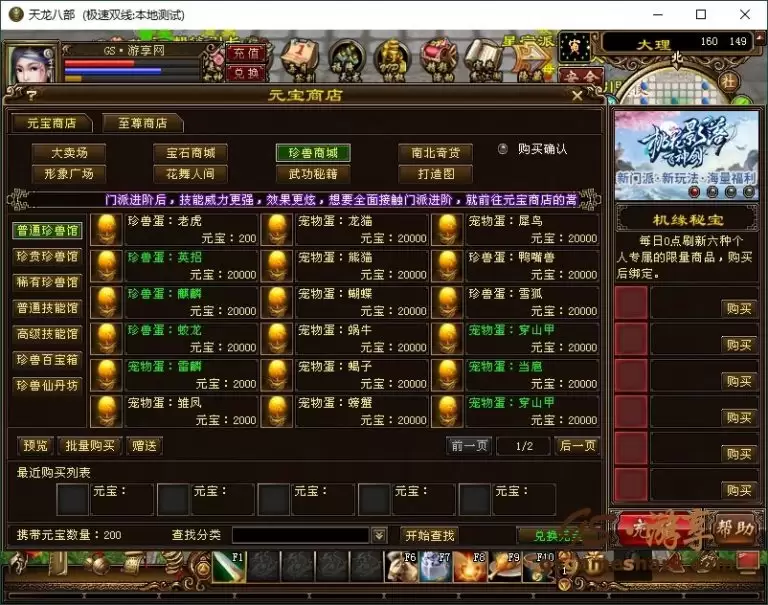 天龙八部 (极速双线:本地测试)
GS·游享网
充值
兑换
大理
160 149
北
安全
元宝商店
元宝商店
至尊商店
大卖场
宝石商城
珍兽商城
南北奇货
购买确认
形象广场
花舞人间
武功秘籍
打造图
门派进阶后，技能威力更强，效果更炫，想要全面接触门派进阶，就前往元宝商店的嵩
普通珍兽馆
珍贵珍兽馆
稀有珍兽馆
普通技能馆
高级技能馆
珍兽百宝箱
珍兽仙丹坊
珍兽蛋：老虎
元宝：200
宠物蛋：龙猫
元宝：20000
宠物蛋：犀鸟
元宝：20000
珍兽蛋：英招
元宝：20000
宠物蛋：熊猫
元宝：20000
珍兽蛋：鸭嘴兽
元宝：20000
珍兽蛋：麒麟
元宝：20000
宠物蛋：蝴蝶
元宝：20000
珍兽蛋：雪狐
元宝：20000
珍兽蛋：蛟龙
元宝：20000
宠物蛋：蜗牛
元宝：20000
宠物蛋：穿山甲
元宝：20000
宠物蛋：雷麟
元宝：2000
宠物蛋：蝎子
元宝：20000
宠物蛋：当扈
元宝：20000
宠物蛋：雏凤
元宝：2000
宠物蛋：螃蟹
元宝：20000
宠物蛋：穿山甲
元宝：20000
预览
批量购买
赠送
前一页
1/2
后一页
最近购买列表
元宝：
元宝：
元宝：
元宝：
元宝：
携带元宝数量：200
查找分类
开始查找
兑换元宝
桃花影落
新门派·新玩法·海量福利
机缘秘宝
每日0点刷新六种个
人专属的限量商品，购买
后绑定。
购买
购买
购买
购买
购买
购买
帮助
F1
F6
F7
F8
F9
F10